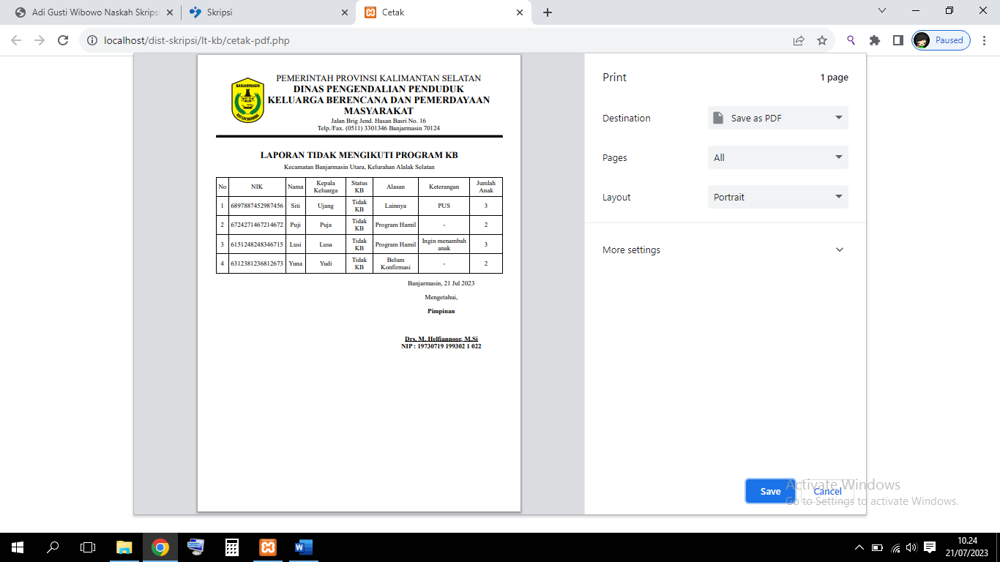 Adi Gusti Wibowo Naskah Skrips
Skripsi
Cetak
localhost/dist-skripsi/lt-kb/cetak-pdf.php
Paused
BANJARMASIN
KAYUH BAIMBAI
PEMERINTAH PROVINSI KALIMANTAN SELATAN
DINAS PENGENDALIAN PENDUDUK
KELUARGA BERENCANA DAN PEMERDAYAAN
MASYARAKAT
Jalan Brig Jend. Hasan Basri No. 16
Telp./Fax. (0511) 3301346 Banjarmasin 70124
LAPORAN TIDAK MENGIKUTI PROGRAM KB
Kecamatan Banjarmasin Utara, Kelurahan Alalak Selatan
No NIK Nama Kepala Keluarga Status KB Alasan Keterangan Jumlah Anak
1 6897887452987456 Siti Ujang Tidak KB Lainnya PUS 3
2 6724271467214672 Puji Puja Tidak KB Program Hamil - 2
3 6151248248346715 Lusi Lusa Tidak KB Program Hamil Ingin menambah anak 3
4 6312381236812673 Yuna Yudi Tidak KB Belum Konfirmasi - 2
Banjarmasin, 21 Jul 2023
Mengetahui,
Pimpinan
Drs. M. Helfiannoor, M.Si
NIP : 19730719 199302 1 022
Print
1 page
Destination
Save as PDF
Pages
All
Layout
Portrait
More settings
Save
Cancel
Activate Windows
Go to Settings to activate Windows.
10.24
21/07/2023